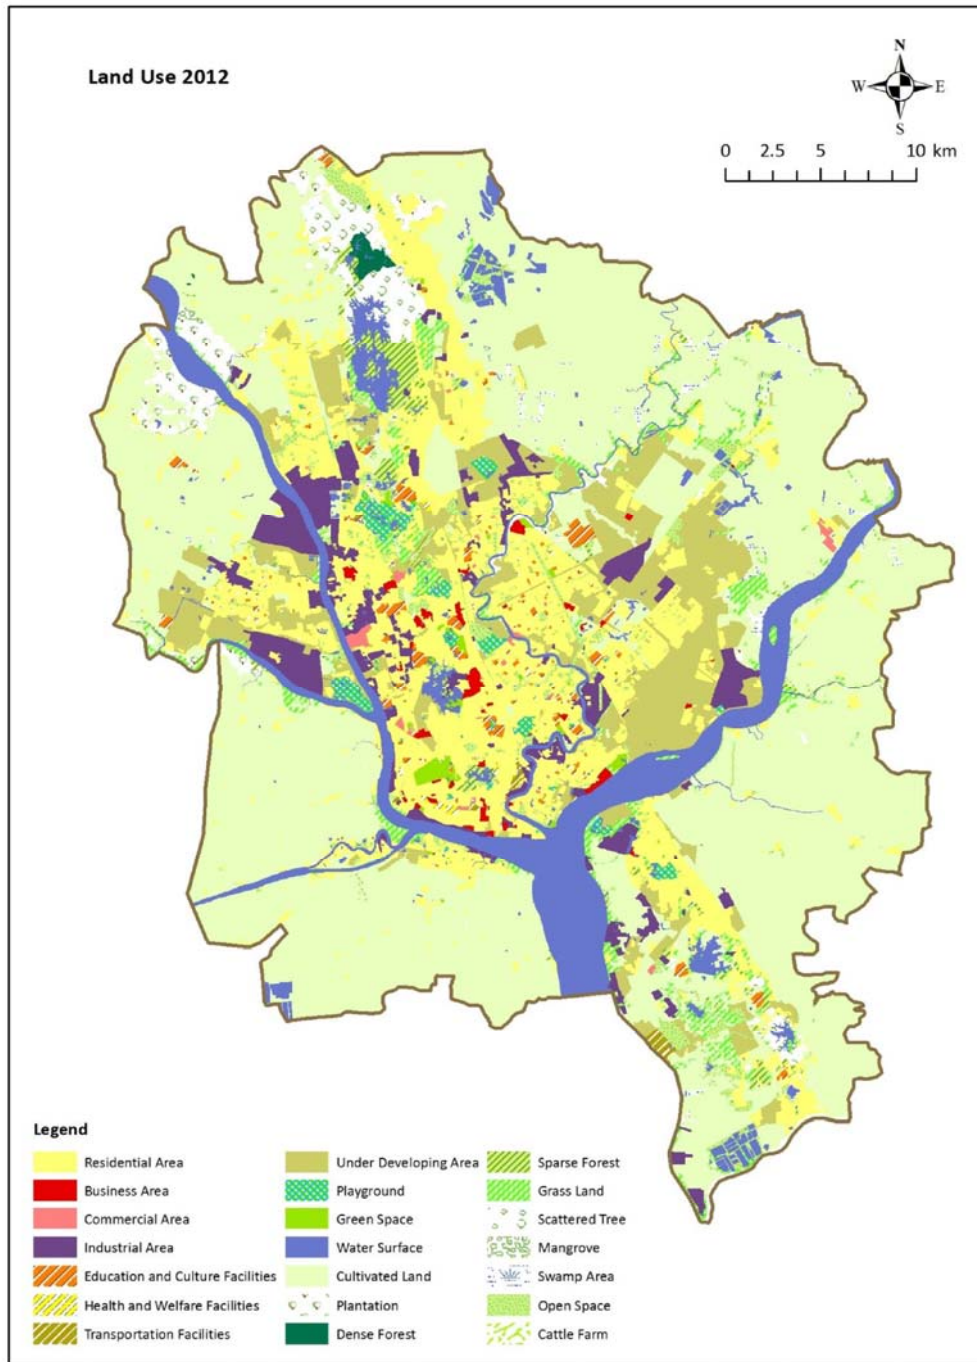 Land Use 2012
N
W E
S
0 2.5 5 10 km
Legend
Residential Area
Business Area
Commercial Area
Industrial Area
Education and Culture Facilities
Health and Welfare Facilities
Transportation Facilities
Under Developing Area
Playground
Green Space
Water Surface
Cultivated Land
Plantation
Dense Forest
Sparse Forest
Grass Land
Scattered Tree
Mangrove
Swamp Area
Open Space
Cattle Farm